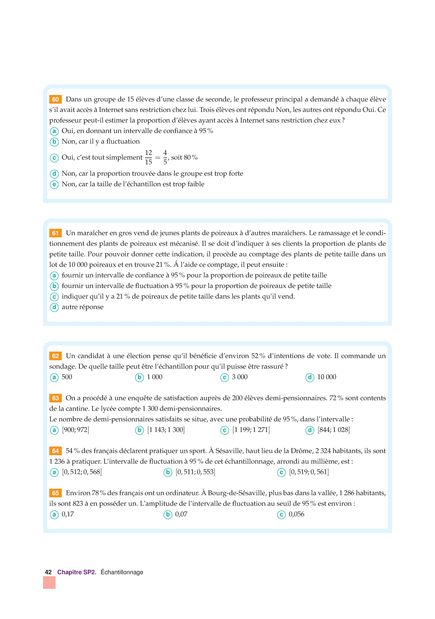 60 Dans un groupe de 15 élèves d'une classe de seconde, le professeur principal a demandé à chaque élève
s'il avait accès à Internet sans restriction chez lui. Trois élèves ont répondu Non, les autres ont répondu Oui. Ce
professeur peut-il estimer la proportion d'élèves ayant accès à Internet sans restriction chez eux ?
a Oui, en donnant un intervalle de confiance à 95 %
b Non, car il y a fluctuation
c Oui, c'est tout simplement 12/15 = 4/5, soit 80 %
d Non, car la proportion trouvée dans le groupe est trop forte
e Non, car la taille de l'échantillon est trop faible
61 Un maraîcher en gros vend de jeunes plants de poireaux à d'autres maraîchers. Le ramassage et le condi-
tionnement des plants de poireaux est mécanisé. Il se doit d'indiquer à ses clients la proportion de plants de
petite taille. Pour pouvoir donner cette indication, il procède au comptage des plants de petite taille dans un
lot de 10 000 poireaux et en trouve 21 %. À l'aide ce comptage, il peut ensuite :
a fournir un intervalle de confiance à 95 % pour la proportion de poireaux de petite taille
b fournir un intervalle de fluctuation à 95 % pour la proportion de poireaux de petite taille
c indiquer qu'il y a 21 % de poireaux de petite taille dans les plants qu'il vend.
d autre réponse
62 Un candidat à une élection pense qu'il bénéficie d'environ 52 % d'intentions de vote. Il commande un
sondage. De quelle taille peut être l'échantillon pour qu'il puisse être rassuré ?
a 500 b 1 000 c 3 000 d 10 000
63 On a procédé à une enquête de satisfaction auprès de 200 élèves demi-pensionnaires. 72 % sont contents
de la cantine. Le lycée compte 1 300 demi-pensionnaires.
Le nombre de demi-pensionnaires satisfaits se situe, avec une probabilité de 95 %, dans l'intervalle :
a [900; 972] b [1 143; 1 300] c [1 199; 1 271] d [844; 1 028]
64 54 % des français déclarent pratiquer un sport. À Sésaville, haut lieu de la Drôme, 2 324 habitants, ils sont
1 236 à pratiquer. L'intervalle de fluctuation à 95 % de cet échantillonnage, arrondi au millième, est :
a [0, 512; 0, 568] b [0, 511; 0, 553] c [0, 519; 0, 561]
65 Environ 78 % des français ont un ordinateur. À Bourg-de-Sésaville, plus bas dans la vallée, 1 286 habitants,
ils sont 823 à en posséder un. L'amplitude de l'intervalle de fluctuation au seuil de 95 % est environ :
a 0,17 b 0,07 c 0,056
42 Chapitre SP2. Échantillonnage